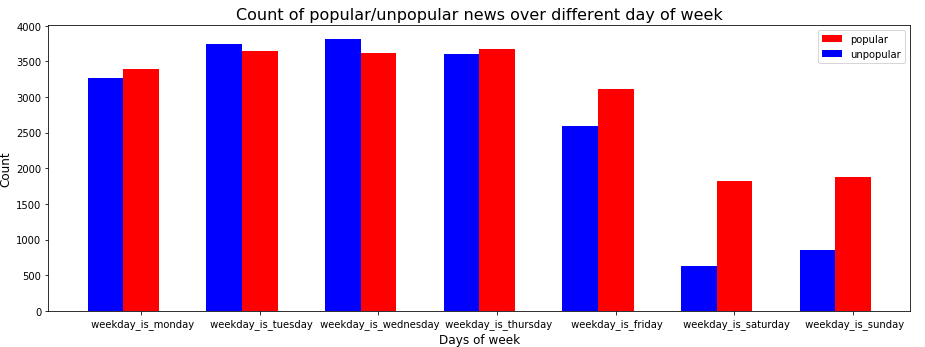 Count of popular/unpopular news over different day of week
popular
unpopular
4000
3500
3000
2500
2000
1500
1000
500
0
Count
weekday_is_monday weekday_is_tuesday weekday_is_wednesday weekday_is_thursday weekday_is_friday weekday_is_saturday weekday_is_sunday
Days of week